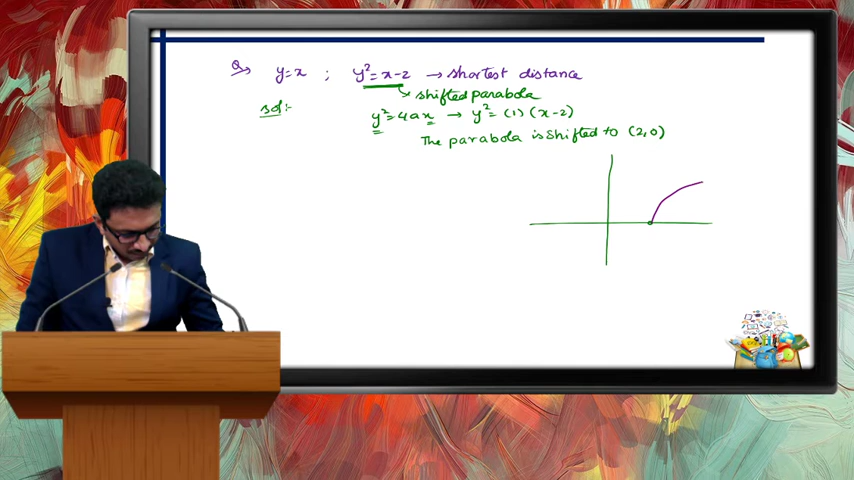 Q→ y=x ; y²=x-2 → shortest distance
→ shifted parabola
sol:- y²=4ax → y²= (1) (x-2)
The parabola is shifted to (2,0)